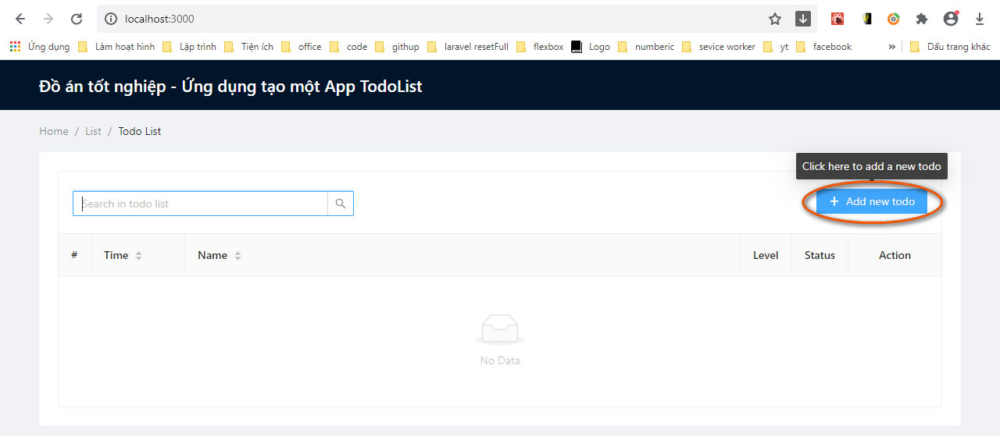 localhost:3000
Ứng dụng Làm hoạt hình Lập trình Tiện ích office code githup laravel resetFull flexbox Logo numberic sevice worker yt facebook » Dấu trang khác
Đồ án tốt nghiệp - Ứng dụng tạo một App TodoList
Home / List / Todo List
Click here to add a new todo
Search in todo list
+ Add new todo
# Time Name Level Status Action
No Data